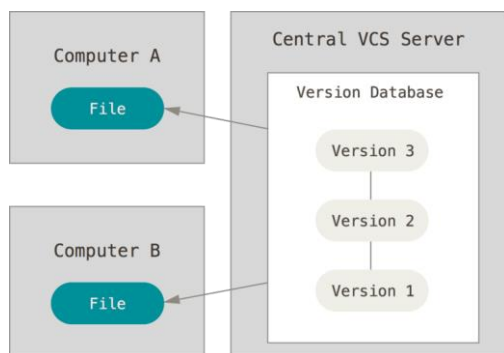 Computer A
File
Computer B
File
Central VCS Server
Version Database
Version 3
Version 2
Version 1